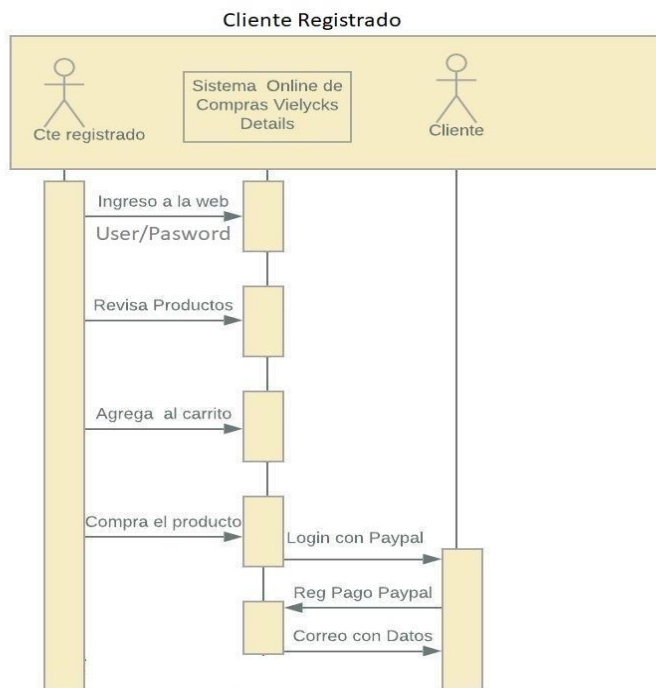 Cliente Registrado
Cte registrado
Sistema Online de
Compras Vielycks
Details
Cliente
Ingreso a la web
User/Pasword
Revisa Productos
Agrega al carrito
Compra el producto
Login con Paypal
Reg Pago Paypal
Correo con Datos